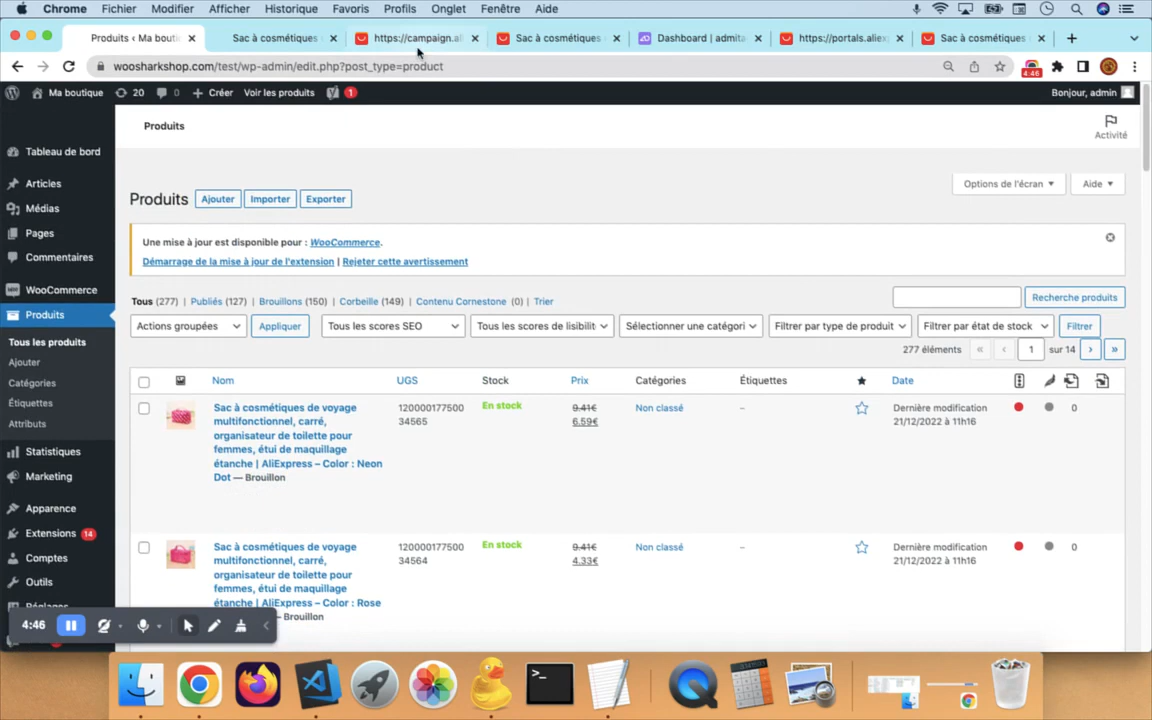 Chrome Fichier Modifier Afficher Historique Favoris Profils Onglet Fenêtre Aide
Produits ‹ Ma bouti Sac à cosmétiques https://campaign.al Sac à cosmétiques Dashboard | admita https://portals.aliex Sac à cosmétiques
woosharkshop.com/test/wp-admin/edit.php?post_type=product 4:46
Ma boutique 20 0 Créer Voir les produits 1 Bonjour, admin
Produits
Activité
Tableau de bord
Articles
Médias
Pages
Commentaires
WooCommerce
Produits
Tous les produits
Ajouter
Catégories
Étiquettes
Attributs
Statistiques
Marketing
Apparence
Extensions 14
Comptes
Outils
Réglages
Options de l'écran ▼ Aide ▼
Produits Ajouter Importer Exporter
Une mise à jour est disponible pour : WooCommerce.
Démarrage de la mise à jour de l'extension | Rejeter cette avertissement
Tous (277) | Publiés (127) | Brouillons (150) | Corbeille (149) | Contenu Cornestone (0) | Trier
Recherche produits
Actions groupées Appliquer Tous les scores SEO Tous les scores de lisibilit Sélectionner une catégori Filtrer par type de produit Filtrer par état de stock Filtrer
277 éléments « ‹ 1 sur 14 › »
Nom UGS Stock Prix Catégories Étiquettes Date
Sac à cosmétiques de voyage
multifonctionnel, carré,
organisateur de toilette pour
femmes, étui de maquillage
étanche | AliExpress – Color : Neon
Dot — Brouillon
120000177500
34565
En stock
9.41€
6.59€
Non classé
–
Dernière modification
21/12/2022 à 11h16
0
Sac à cosmétiques de voyage
multifonctionnel, carré,
organisateur de toilette pour
femmes, étui de maquillage
étanche | AliExpress – Color : Rose
– Brouillon
120000177500
34564
En stock
9.41€
4.33€
Non classé
–
Dernière modification
21/12/2022 à 11h16
0
4:46